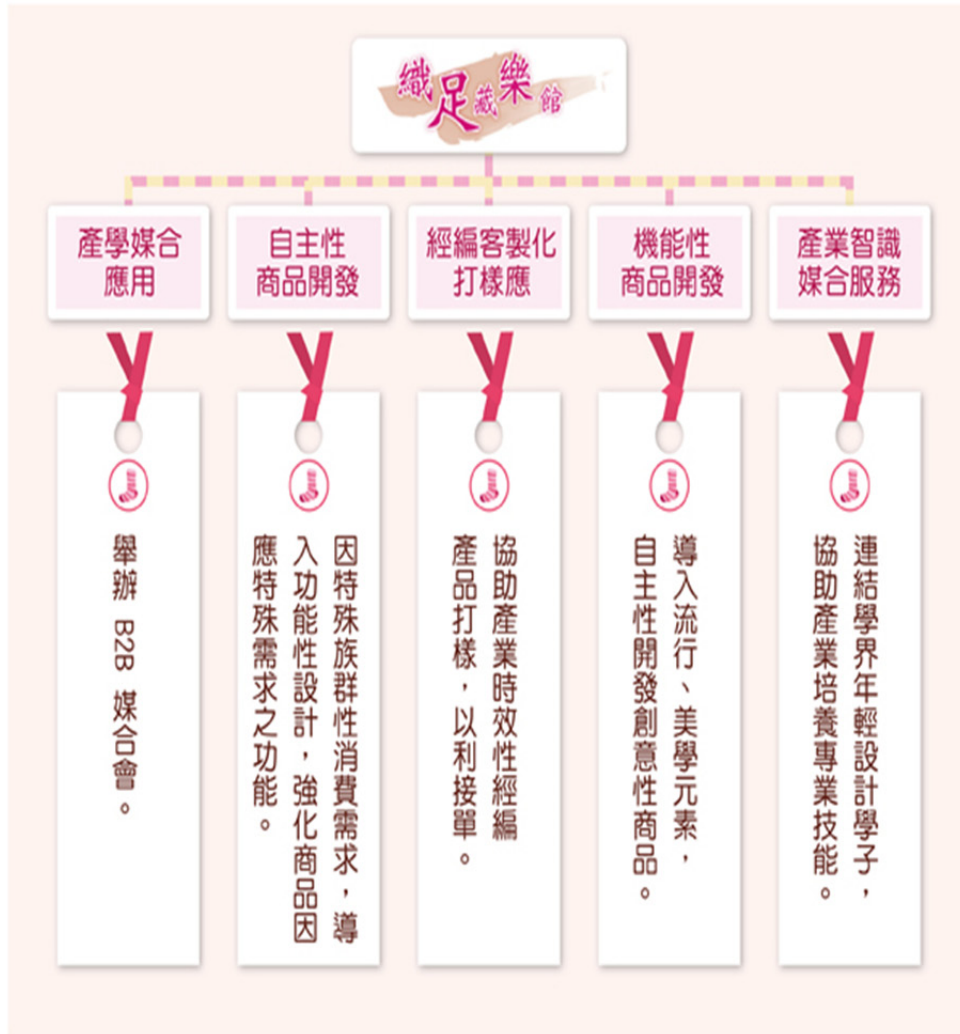 織足藏樂館
產學媒合
應用
自主性
商品開發
經編客製化
打樣應
機能性
商品開發
產業智識
媒合服務
舉辦 B2B 媒合會。
因特殊族群性消費需求，導
入功能性設計，強化商品因
應特殊需求之功能。
協助產業時效性經編
產品打樣，以利接單。
導入流行、美學元素，
自主性開發創意性商品。
連結學界年輕設計學子，
協助產業培養專業技能。